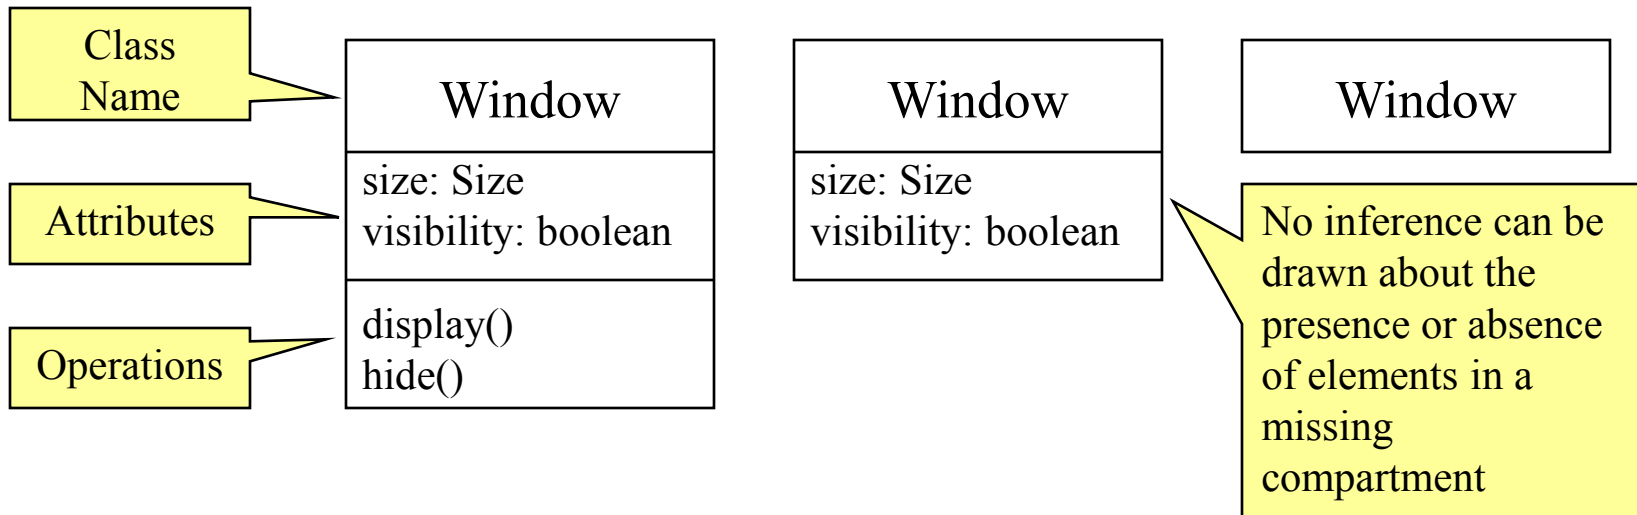 Class
Name
Attributes
Operations
Window
size: Size
visibility: boolean
display()
hide()
Window
size: Size
visibility: boolean
Window
No inference can be
drawn about the
presence or absence
of elements in a
missing
compartment